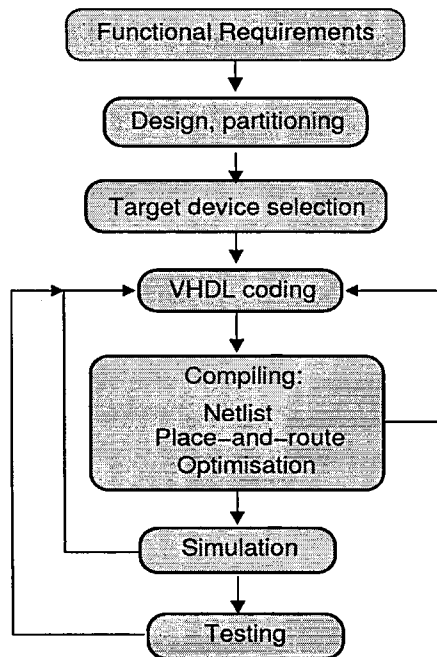 Functional Requirements
Design, partitioning
Target device selection
VHDL coding
Compiling:
Netlist
Place-and-route
Optimisation
Simulation
Testing